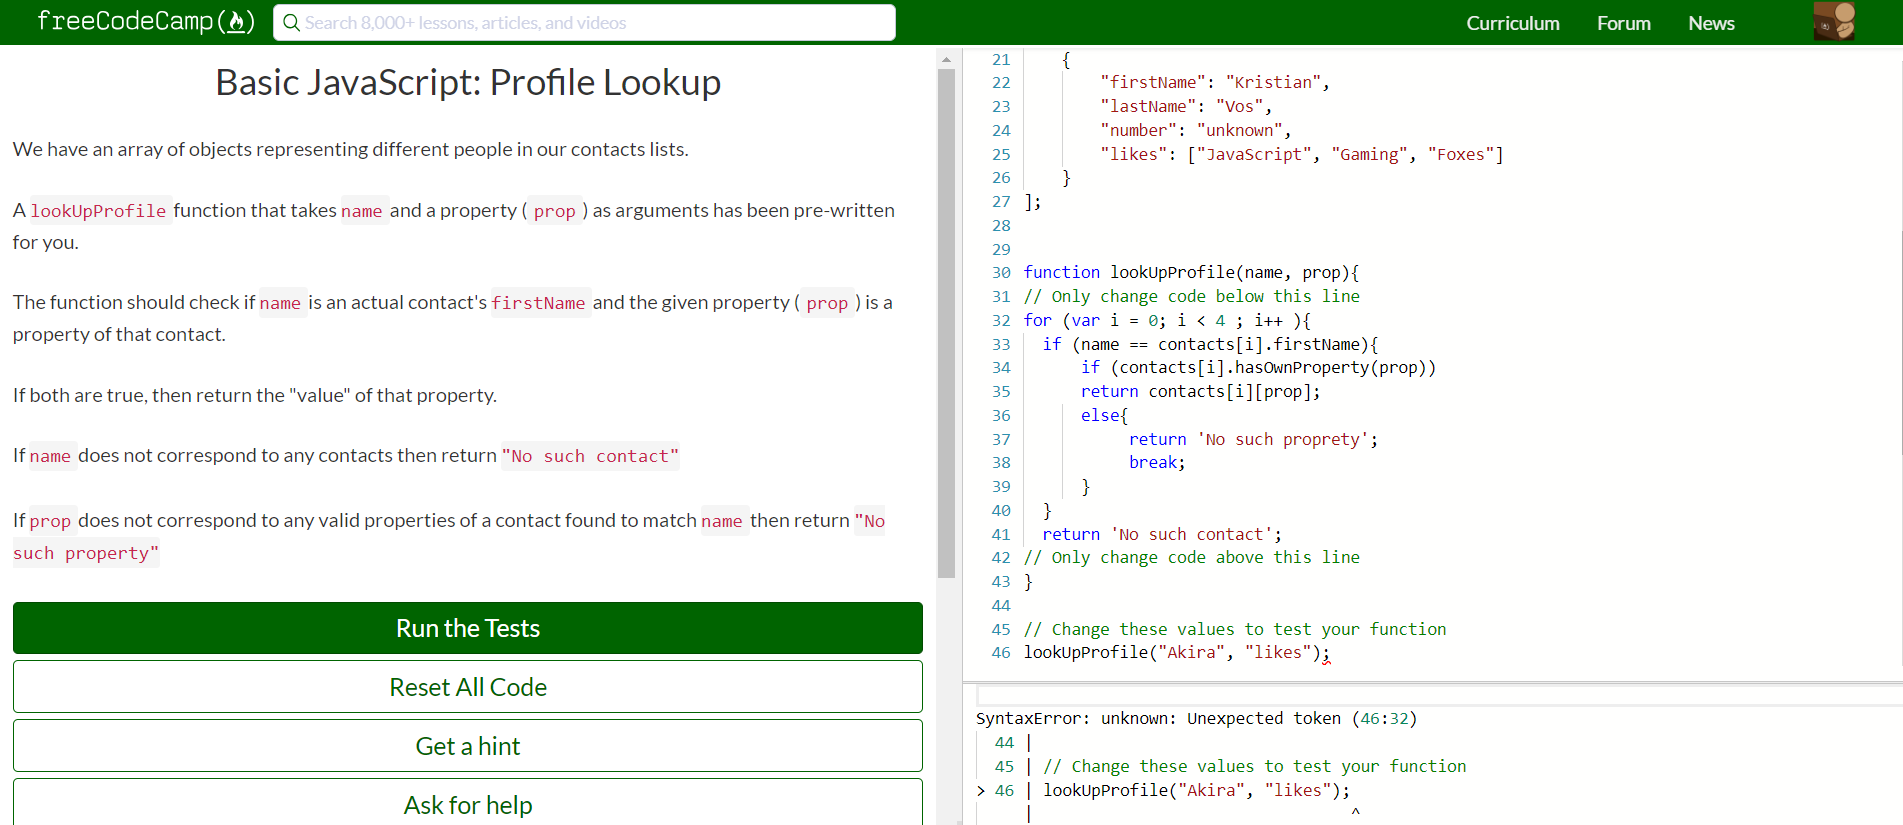 freeCodeCamp
Search 8,000+ lessons, articles, and videos
Curriculum
Forum
News
Basic JavaScript: Profile Lookup
We have an array of objects representing different people in our contacts lists.
A lookUpProfile function that takes name and a property ( prop ) as arguments has been pre-written
for you.
The function should check if name is an actual contact's firstName and the given property ( prop ) is a
property of that contact.
If both are true, then return the "value" of that property.
If name does not correspond to any contacts then return "No such contact"
If prop does not correspond to any valid properties of a contact found to match name then return "No
such property"
Run the Tests
Reset All Code
Get a hint
Ask for help
21 {
22 "firstName": "Kristian",
23 "lastName": "Vos",
24 "number": "unknown",
25 "likes": ["JavaScript", "Gaming", "Foxes"]
26 }
27 ];
28
29
30 function lookUpProfile(name, prop){
31 // Only change code below this line
32 for (var i = 0; i < 4 ; i++ ){
33 if (name == contacts[i].firstName){
34 if (contacts[i].hasOwnProperty(prop))
35 return contacts[i][prop];
36 else{
37 return 'No such proprety';
38 break;
39 }
40 }
41 return 'No such contact';
42 // Only change code above this line
43 }
44
45 // Change these values to test your function
46 lookUpProfile("Akira", "likes");
SyntaxError: unknown: Unexpected token (46:32)
44 |
45 | // Change these values to test your function
> 46 | lookUpProfile("Akira", "likes");
| ^